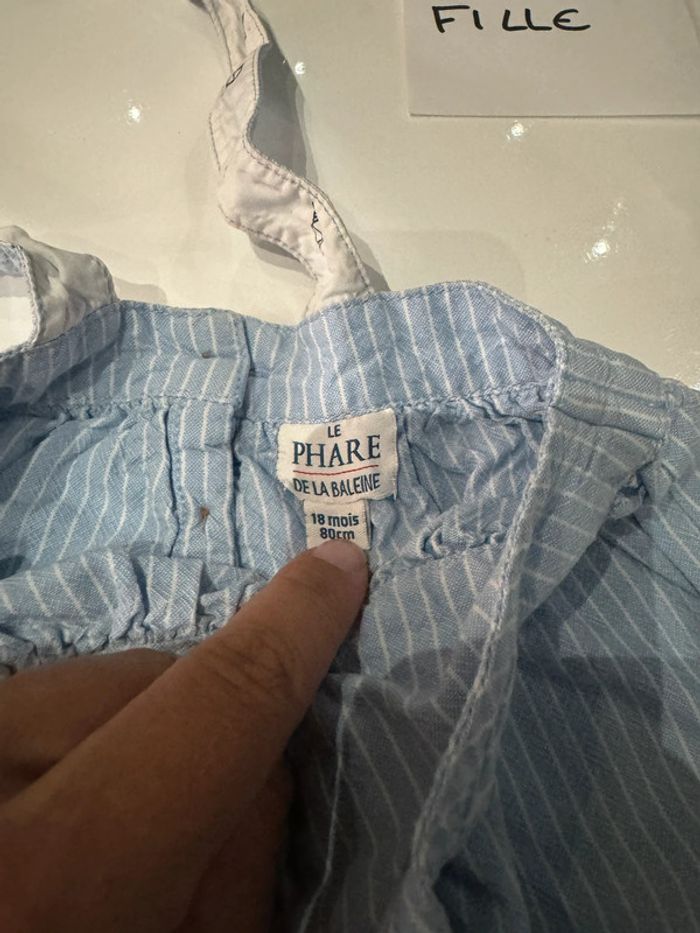 FILLE
LE
PHARE
DE LA BALEINE
18 mois
80cm